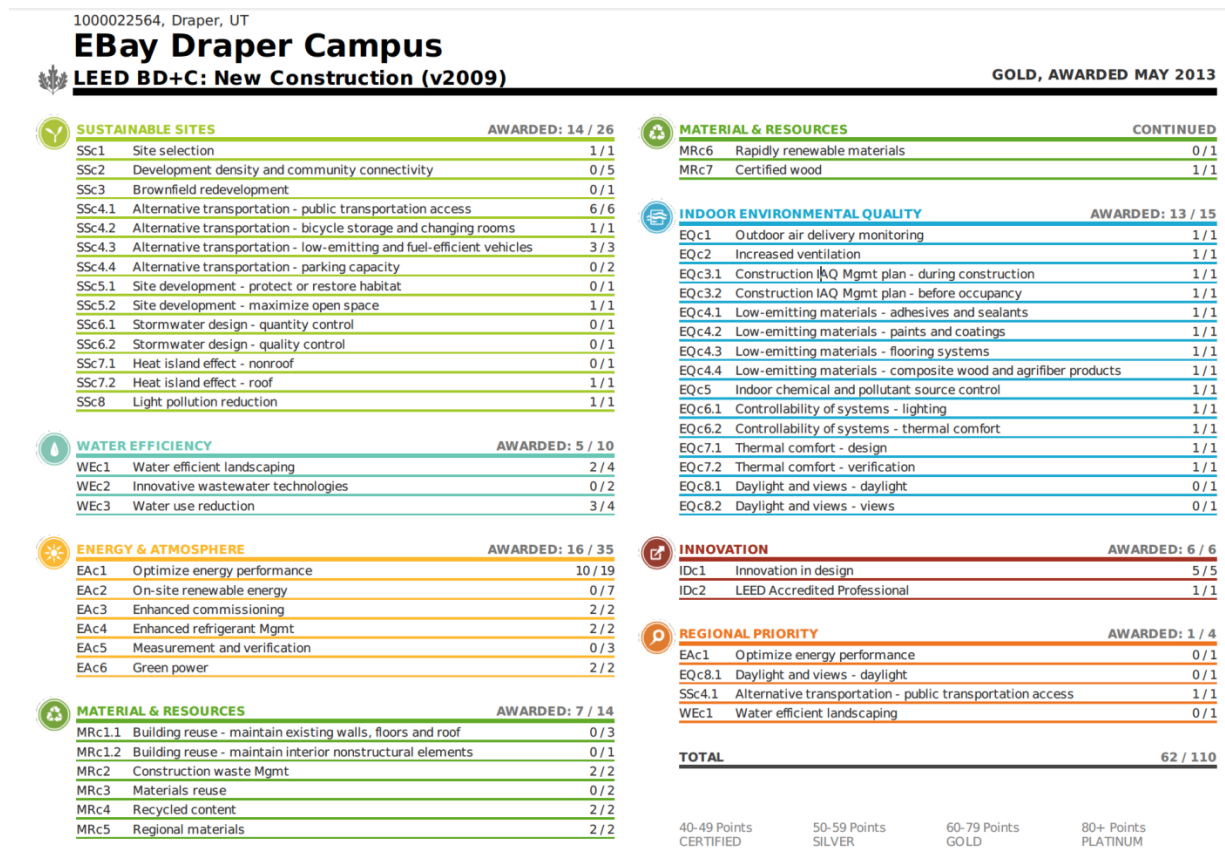 1000022564, Draper, UT
EBay Draper Campus
LEED BD+C: New Construction (v2009)
GOLD, AWARDED MAY 2013
SUSTAINABLE SITES AWARDED: 14 / 26
SSc1 Site selection 1 / 1
SSc2 Development density and community connectivity 0 / 5
SSc3 Brownfield redevelopment 0 / 1
SSc4.1 Alternative transportation - public transportation access 6 / 6
SSc4.2 Alternative transportation - bicycle storage and changing rooms 1 / 1
SSc4.3 Alternative transportation - low-emitting and fuel-efficient vehicles 3 / 3
SSc4.4 Alternative transportation - parking capacity 0 / 2
SSc5.1 Site development - protect or restore habitat 0 / 1
SSc5.2 Site development - maximize open space 1 / 1
SSc6.1 Stormwater design - quantity control 0 / 1
SSc6.2 Stormwater design - quality control 0 / 1
SSc7.1 Heat island effect - nonroof 0 / 1
SSc7.2 Heat island effect - roof 1 / 1
SSc8 Light pollution reduction 1 / 1
WATER EFFICIENCY AWARDED: 5 / 10
WEc1 Water efficient landscaping 2 / 4
WEc2 Innovative wastewater technologies 0 / 2
WEc3 Water use reduction 3 / 4
ENERGY & ATMOSPHERE AWARDED: 16 / 35
EAc1 Optimize energy performance 10 / 19
EAc2 On-site renewable energy 0 / 7
EAc3 Enhanced commissioning 2 / 2
EAc4 Enhanced refrigerant Mgmt 2 / 2
EAc5 Measurement and verification 0 / 3
EAc6 Green power 2 / 2
MATERIAL & RESOURCES AWARDED: 7 / 14
MRc1.1 Building reuse - maintain existing walls, floors and roof 0 / 3
MRc1.2 Building reuse - maintain interior nonstructural elements 0 / 1
MRc2 Construction waste Mgmt 2 / 2
MRc3 Materials reuse 0 / 2
MRc4 Recycled content 2 / 2
MRc5 Regional materials 2 / 2
MATERIAL & RESOURCES CONTINUED
MRc6 Rapidly renewable materials 0 / 1
MRc7 Certified wood 1 / 1
INDOOR ENVIRONMENTAL QUALITY AWARDED: 13 / 15
EQc1 Outdoor air delivery monitoring 1 / 1
EQc2 Increased ventilation 1 / 1
EQc3.1 Construction IAQ Mgmt plan - during construction 1 / 1
EQc3.2 Construction IAQ Mgmt plan - before occupancy 1 / 1
EQc4.1 Low-emitting materials - adhesives and sealants 1 / 1
EQc4.2 Low-emitting materials - paints and coatings 1 / 1
EQc4.3 Low-emitting materials - flooring systems 1 / 1
EQc4.4 Low-emitting materials - composite wood and agrifiber products 1 / 1
EQc5 Indoor chemical and pollutant source control 1 / 1
EQc6.1 Controllability of systems - lighting 1 / 1
EQc6.2 Controllability of systems - thermal comfort 1 / 1
EQc7.1 Thermal comfort - design 1 / 1
EQc7.2 Thermal comfort - verification 1 / 1
EQc8.1 Daylight and views - daylight 0 / 1
EQc8.2 Daylight and views - views 0 / 1
INNOVATION AWARDED: 6 / 6
IDc1 Innovation in design 5 / 5
IDc2 LEED Accredited Professional 1 / 1
REGIONAL PRIORITY AWARDED: 1 / 4
EAc1 Optimize energy performance 0 / 1
EQc8.1 Daylight and views - daylight 0 / 1
SSc4.1 Alternative transportation - public transportation access 1 / 1
WEc1 Water efficient landscaping 0 / 1
TOTAL 62 / 110
40-49 Points 50-59 Points 60-79 Points 80+ Points
CERTIFIED SILVER GOLD PLATINUM